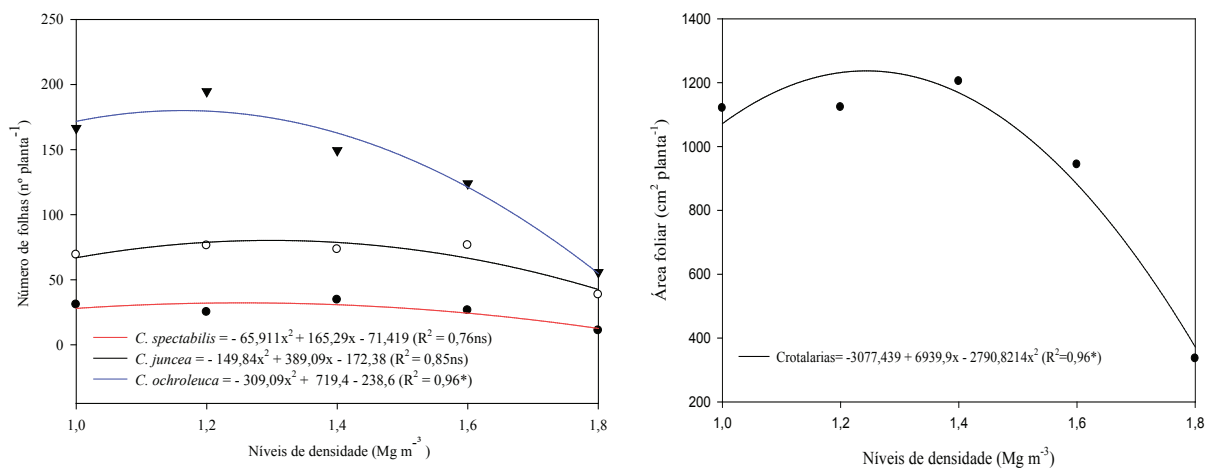 250
200
150
100
50
0
Número de folhas (nº planta⁻¹)
C. spectabilis = - 65,911x² + 165,29x - 71,419 (R² = 0,76ns)
C. juncea = - 149,84x² + 389,09x - 172,38 (R² = 0,85ns)
C. ochroleuca = - 309,09x² + 719,4 - 238,6 (R² = 0,96*)
1,0 1,2 1,4 1,6 1,8
Níveis de densidade (Mg m⁻³ )
1400
1200
1000
800
600
400
200
Área foliar (cm² planta⁻¹)
Crotalarias= -3077,439 + 6939,9x - 2790,8214x² (R²=0,96*)
1,0 1,2 1,4 1,6 1,8
Níveis de densidade (Mg m⁻³)